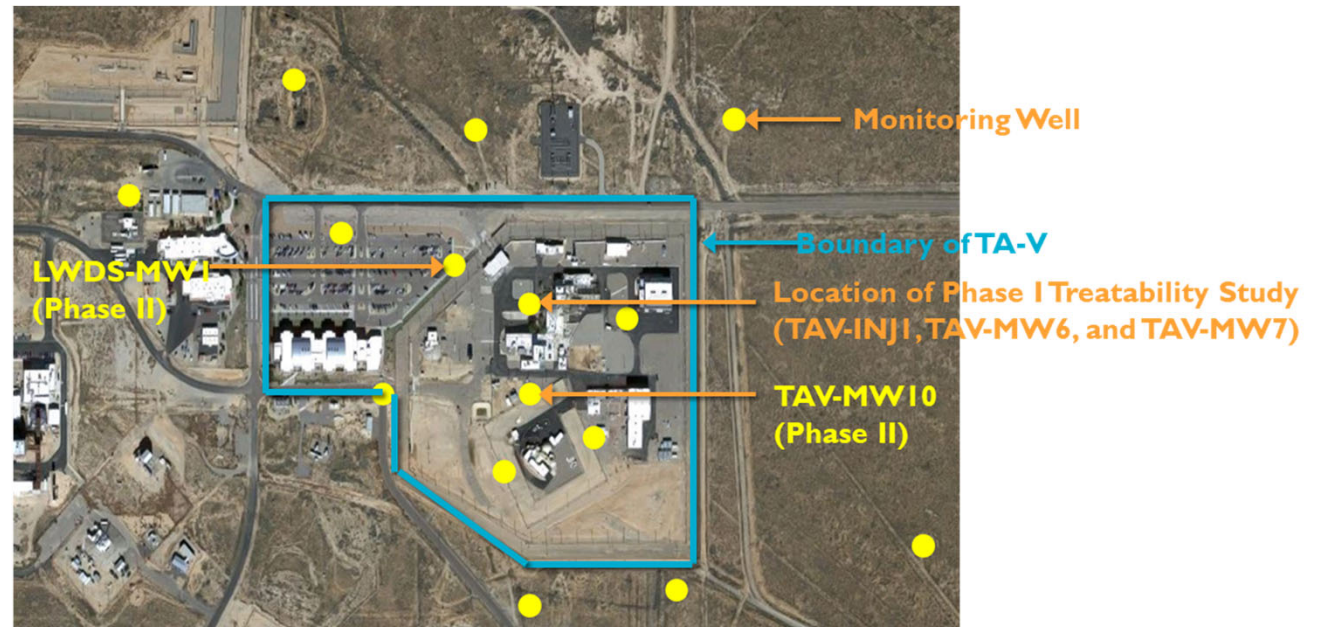 Monitoring Well
Boundary of TA-V
LWDS-MW1
(Phase II)
Location of Phase I Treatability Study
(TAV-INJ1, TAV-MW6, and TAV-MW7)
TAV-MW10
(Phase II)